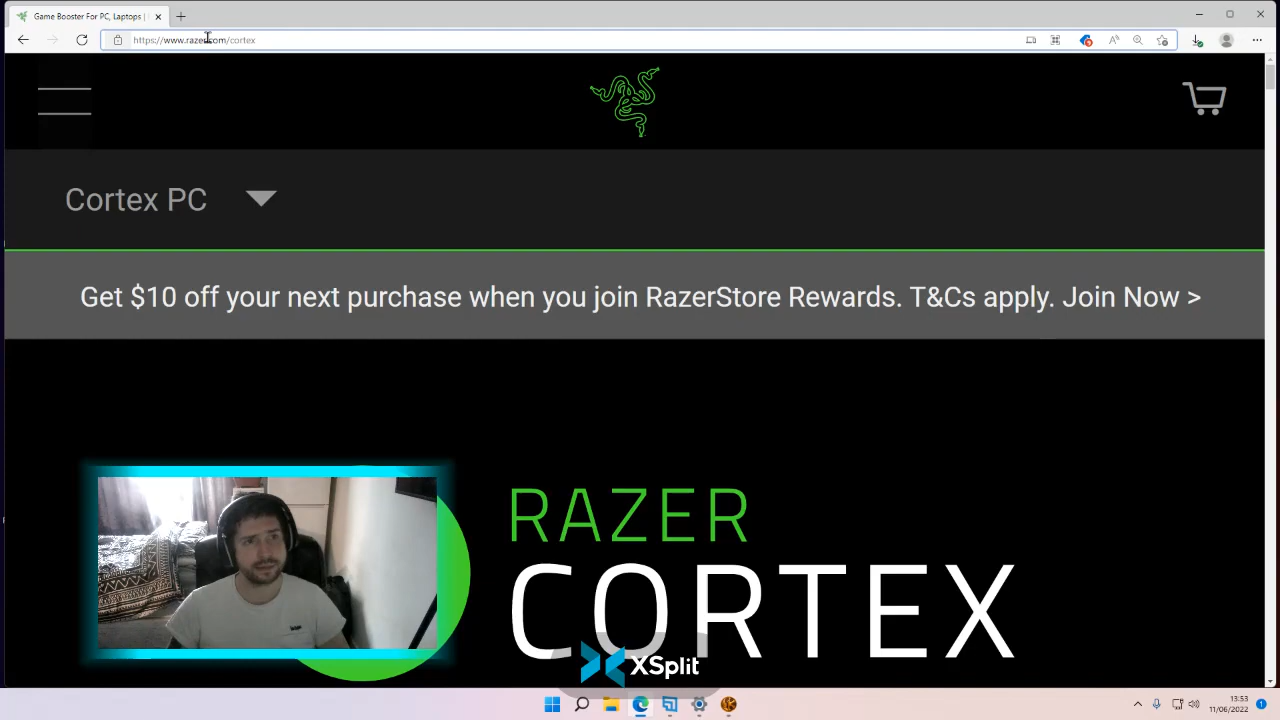 Game Booster For PC, Laptops |
https://www.razer.com/cortex
Cortex PC
Get $10 off your next purchase when you join RazerStore Rewards. T&Cs apply. Join Now >
RAZER
CORTEX
XSplit
13:53
11/06/2022